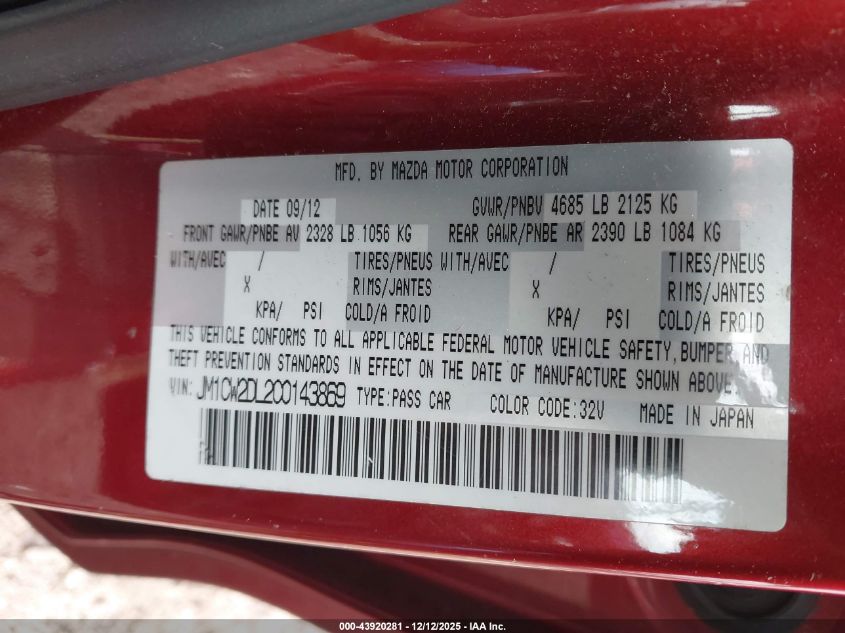 MFD. BY MAZDA MOTOR CORPORATION
DATE 09/12 GVWR/PNBV 4685 LB 2125 KG
FRONT GAWR/PNBE AV 2328 LB 1056 KG REAR GAWR/PNBE AR 2390 LB 1084 KG
WITH/AVEC / TIRES/PNEUS WITH/AVEC / TIRES/PNEUS
X RIMS/JANTES X RIMS/JANTES
KPA/ PSI COLD/A FROID KPA/ PSI COLD/A FROID
THIS VEHICLE CONFORMS TO ALL APPLICABLE FEDERAL MOTOR VEHICLE SAFETY, BUMPER AND
THEFT PREVENTION STANDARDS IN EFFECT ON THE DATE OF MANUFACTURE SHOWN ABOVE.
VIN: JM1CW2DL2C0143869 TYPE:PASS CAR COLOR CODE:32V MADE IN JAPAN
000-43920281 - 12/12/2025 - IAA Inc.